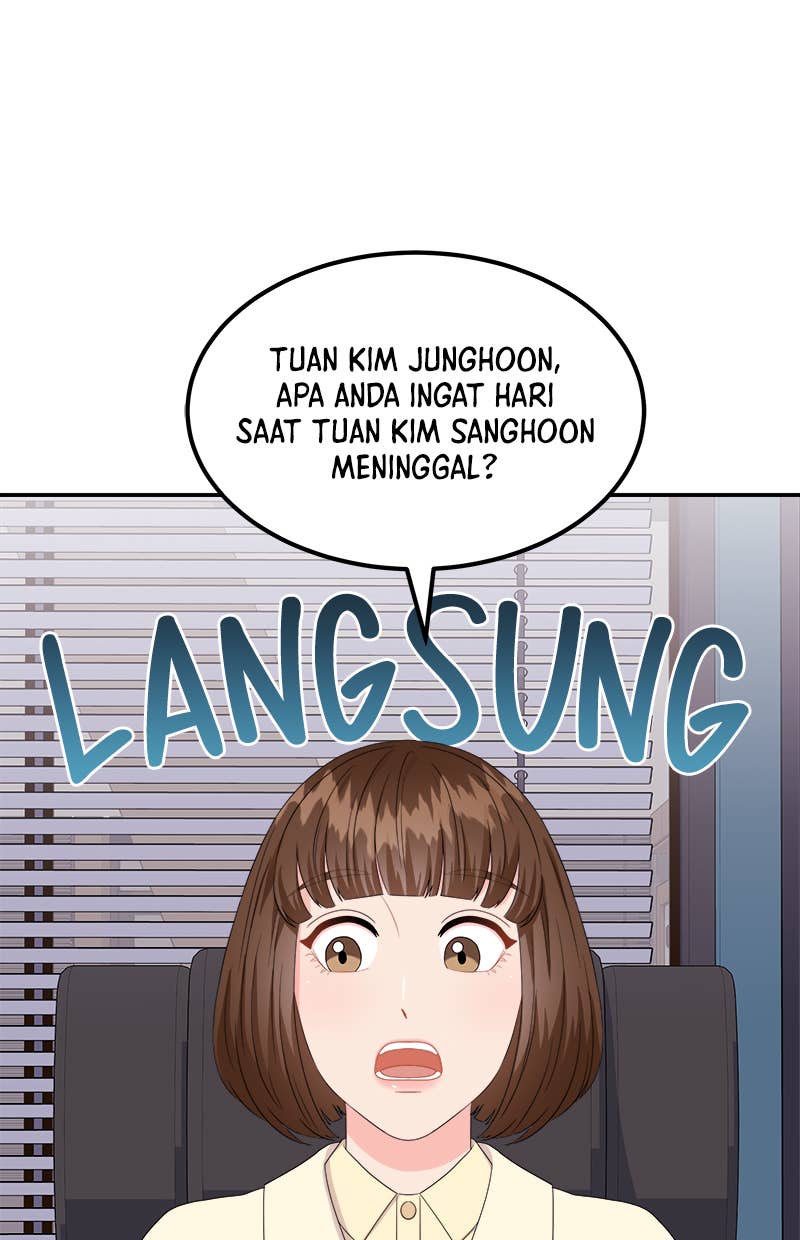 TUAN KIM JUNGHOON,
APA ANDA INGAT HARI
SAAT TUAN KIM SANGHOON
MENINGGAL?
LANGSUNG